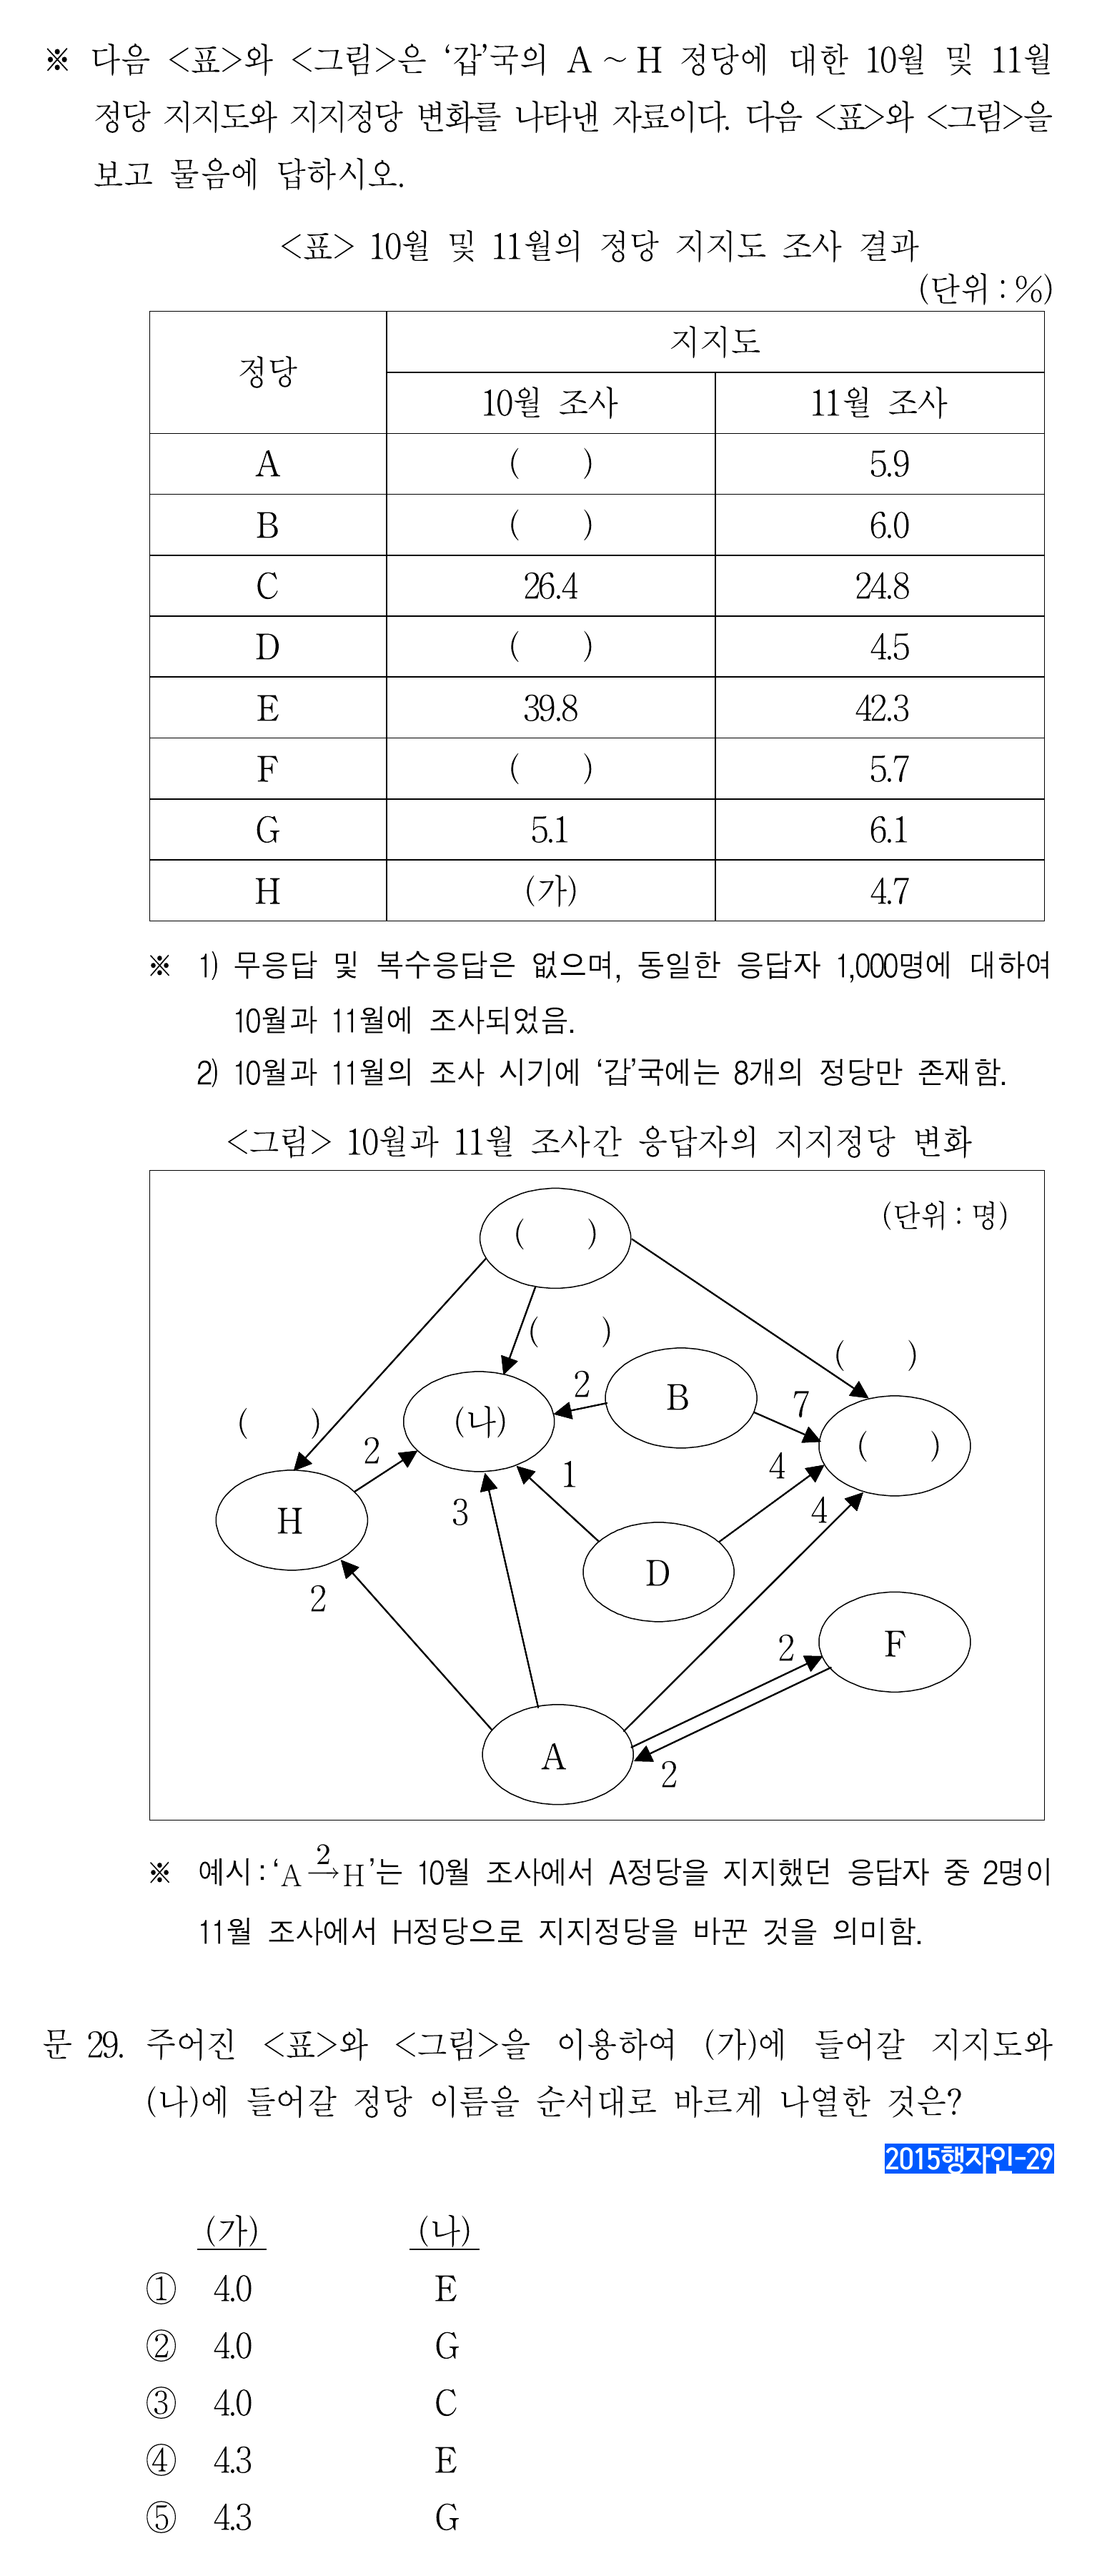 ※ 다음 <표>와 <그림>은 ‘갑’국의 A ~ H 정당에 대한 10월 및 11월
정당 지지도와 지지정당 변화를 나타낸 자료이다. 다음 <표>와 <그림>을
보고 물음에 답하시오.
<표> 10월 및 11월의 정당 지지도 조사 결과
(단위 : %)
정당 지지도
10월 조사 11월 조사
A ( ) 5.9
B ( ) 6.0
C 26.4 24.8
D ( ) 4.5
E 39.8 42.3
F ( ) 5.7
G 5.1 6.1
H (가) 4.7
※ 1) 무응답 및 복수응답은 없으며, 동일한 응답자 1,000명에 대하여
10월과 11월에 조사되었음.
2) 10월과 11월의 조사 시기에 ‘갑’국에는 8개의 정당만 존재함.
<그림> 10월과 11월 조사간 응답자의 지지정당 변화
(단위 : 명)
( )
( )
( )
2 B 7
(나) ( )
( ) 2 4
1
3 4
H
D
2
2 F
A
2
※ 예시 : ‘A 2→ H’는 10월 조사에서 A정당을 지지했던 응답자 중 2명이
11월 조사에서 H정당으로 지지정당을 바꾼 것을 의미함.
문 29. 주어진 <표>와 <그림>을 이용하여 (가)에 들어갈 지지도와
(나)에 들어갈 정당 이름을 순서대로 바르게 나열한 것은?
2015행자인-29
(가) (나)
① 4.0 E
② 4.0 G
③ 4.0 C
④ 4.3 E
⑤ 4.3 G